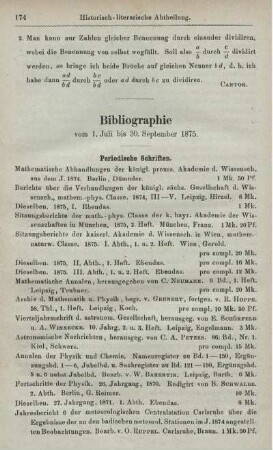 174 Historisch-literarische Abtheilung.
2. Man kann nur Zahlen gleicher Benennung durch einander dividiren,
wobei die Benennung von selbst wegfällt. Soll also a/b durch c/d dividirt
werden, so bringe ich beide Brüche auf gleichen Nenner bd, d. h. ich
habe dann ad/bd durch bc/bd oder ad durch bc zu dividiren. CANTOR.
Bibliographie
vom 1. Juli bis 30. September 1875.
Periodische Schriften.
Mathematische Abhandlungen der königl. preuss. Akademie d. Wissensch.
aus dem J. 1874. Berlin, Dümmler. 1 Mk. 50 Pf.
Berichte über die Verhandlungen der königl. sächs. Gesellschaft d. Wis-
sensch., mathem.-phys. Classe. 1874, III—V. Leipzig, Hirzel. 6 Mk.
Dieselben. 1875, I. Ebendas. 1 Mk.
Sitzungsberichte der math.-phys. Classe der k. bayr. Akademie der Wis-
senschaften in München. 1875, 2. Heft. München, Franz. 1 Mk. 20 Pf.
Sitzungsberichte der kaiserl. Akademie d. Wissensch. in Wien, mathem.-
naturw. Classe. 1875. I. Abth., 1. u. 2. Heft. Wien, Gerold.
pro compl. 20 Mk.
Dieselben. 1875, II. Abth., 1. Heft. Ebendas. pro compl. 24 Mk.
Dieselben. 1875. III. Abth., 1. u. 2. Heft. Ebendas. pro compl. 12 Mk.
Mathematische Annalen, herausgegeben von C. NEUMANN. 9. Bd., 1. Heft.
Leipzig, Teubner. pro compl. 20 Mk.
Archiv d. Mathematik u. Physik, begr. v. GRUNERT, fortges. v. R. HOPPE.
58. Thl., 1. Heft. Leipzig, Koch. pro compl. 10 Mk. 50 Pf.
Vierteljahrschrift d. astronom. Gesellschaft, herausgegeben von E. SCHÖNFELD
u. A. WINNECKE. 10. Jahrg., 2. u. 3. Heft. Leipzig, Engelmann. 3 Mk.
Astronomische Nachrichten, herausgegeben von C. A. PETERS. 86. Bd., Nr. 1.
Kiel, Schwers. pro compl. 15 Mk.
Annalen der Physik und Chemie. Namenregister zu Bd. 1—150, Ergän-
zungsbd. 1—6, Jubelbd. u. Sachregister zu Bd. 121—150, Ergänzungsbd.
5 u. 6 nebst Jubelbd. Bearb. v. W. BARENTIN. Leipzig, Barth. 5 Mk.
Fortschritte der Physik. 26. Jahrgang, 1870. Redigirt von B. SCHWALBE.
2. Abth. Berlin, G. Reimer. 10 Mk.
Dieselben. 27. Jahrgang, 1871. 1. Abth. Ebendas. 9 Mk.
Jahresbericht 6 der meteorologischen Centralstation Carlsruhe über die
Ergebnisse der an den badischen meteorol. Stationen im J. 1874 angestell-
ten Beobachtungen. Bearb. von O. RUPPEL. Carlsruhe, Braun. 4 Mk. 50 Pf.